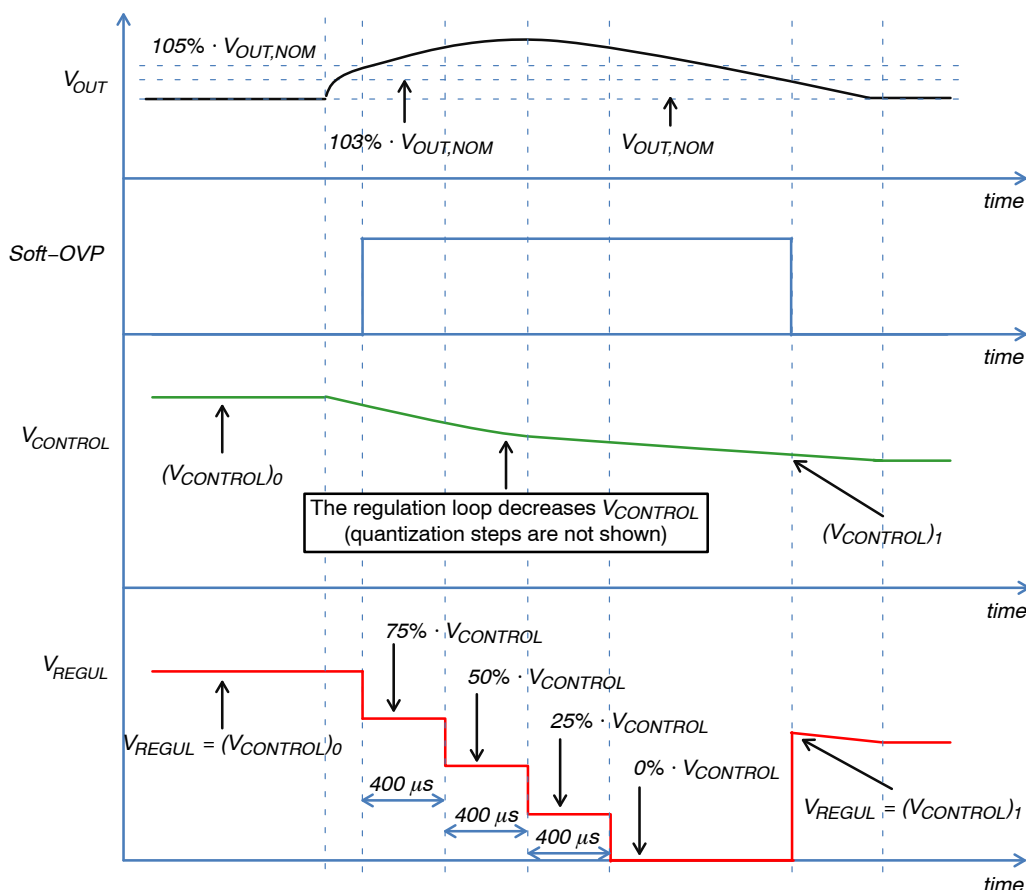 105% · VOUT,NOM
VOUT
103% · VOUT,NOM
VOUT,NOM
time
Soft−OVP
time
VCONTROL
(VCONTROL)0
The regulation loop decreases VCONTROL
(quantization steps are not shown)
(VCONTROL)1
time
75% · VCONTROL
VREGUL
50% · VCONTROL
25% · VCONTROL
VREGUL = (VCONTROL)0
0% · VCONTROL
400 µs
400 µs
400 µs
VREGUL = (VCONTROL)1
time